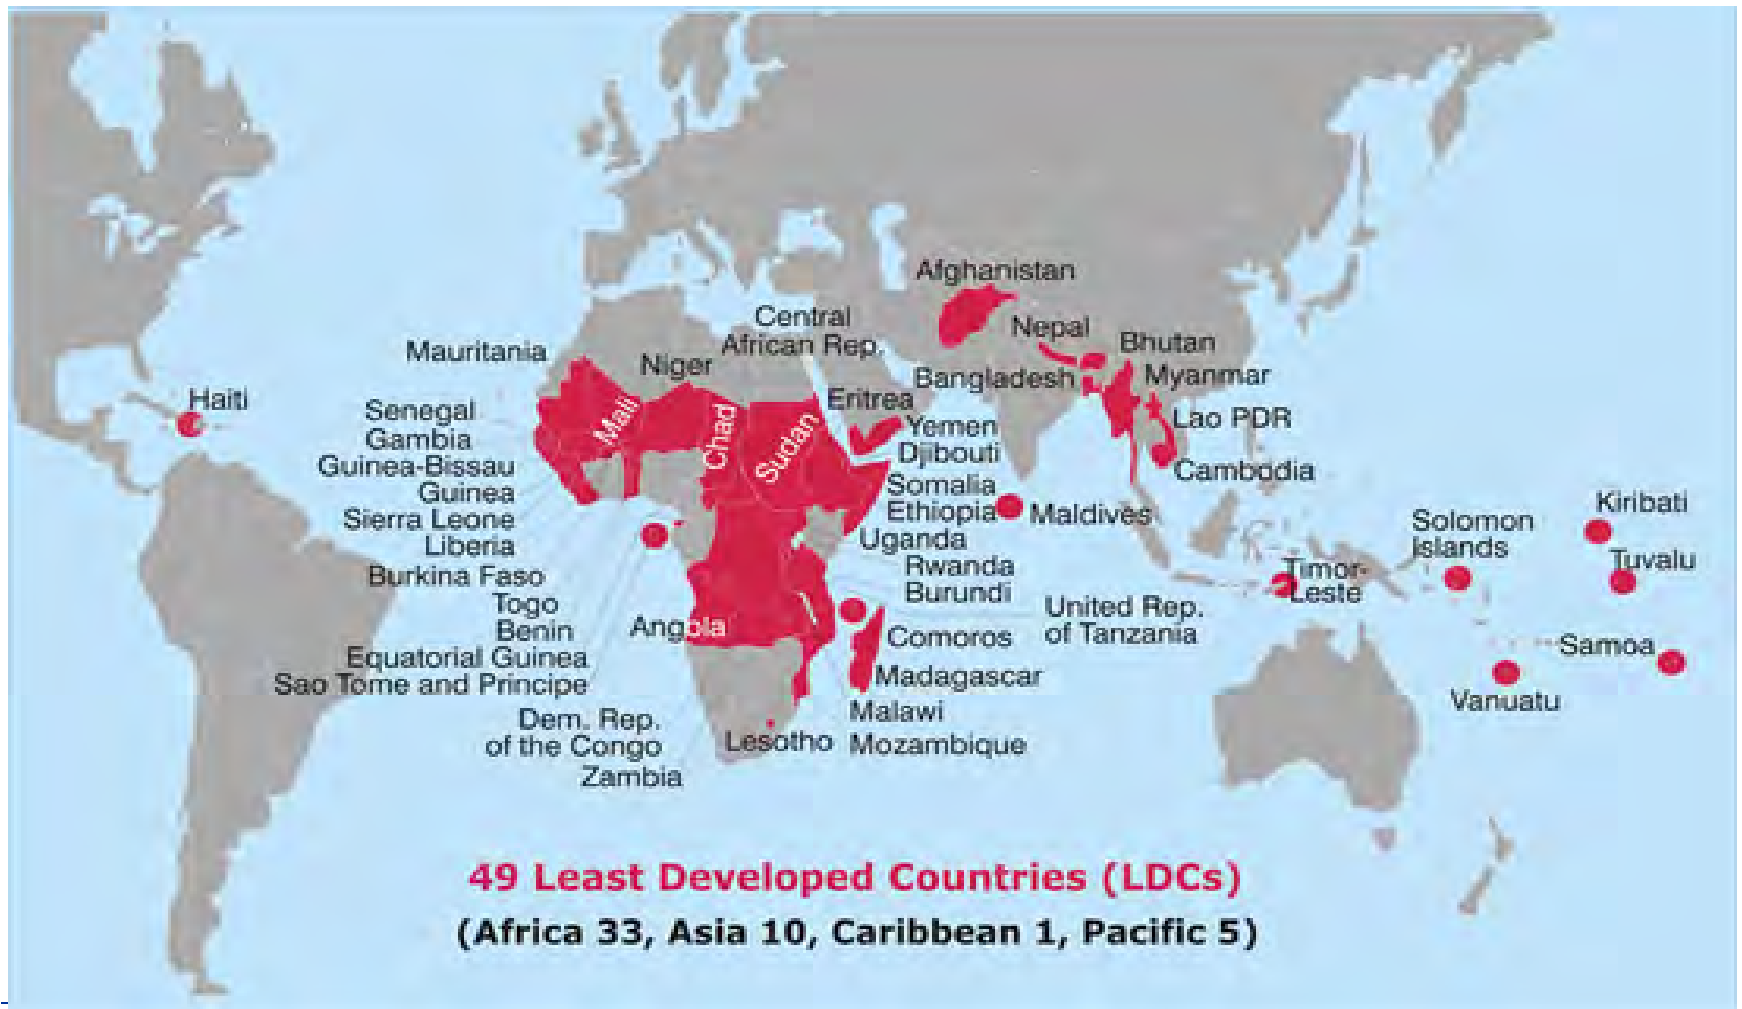 Afghanistan
Central
African Rep.
Nepal
Bhutan
Mauritania
Niger
Bangladesh
Myanmar
Haiti
Senegal
Gambia
Guinea-Bissau
Guinea
Sierra Leone
Liberia
Burkina Faso
Togo
Benin
Equatorial Guinea
Sao Tome and Principe
Dem. Rep.
of the Congo
Zambia
Mali
Chad
Sudan
Angola
Lesotho
Eritrea
Yemen
Djibouti
Somalia
Ethiopia
Uganda
Rwanda
Burundi
United Rep.
of Tanzania
Comoros
Madagascar
Malawi
Mozambique
Maldives
Lao PDR
Cambodia
Timor-
Leste
Solomon
Islands
Kiribati
Tuvalu
Samoa
Vanuatu
49 Least Developed Countries (LDCs)
(Africa 33, Asia 10, Caribbean 1, Pacific 5)